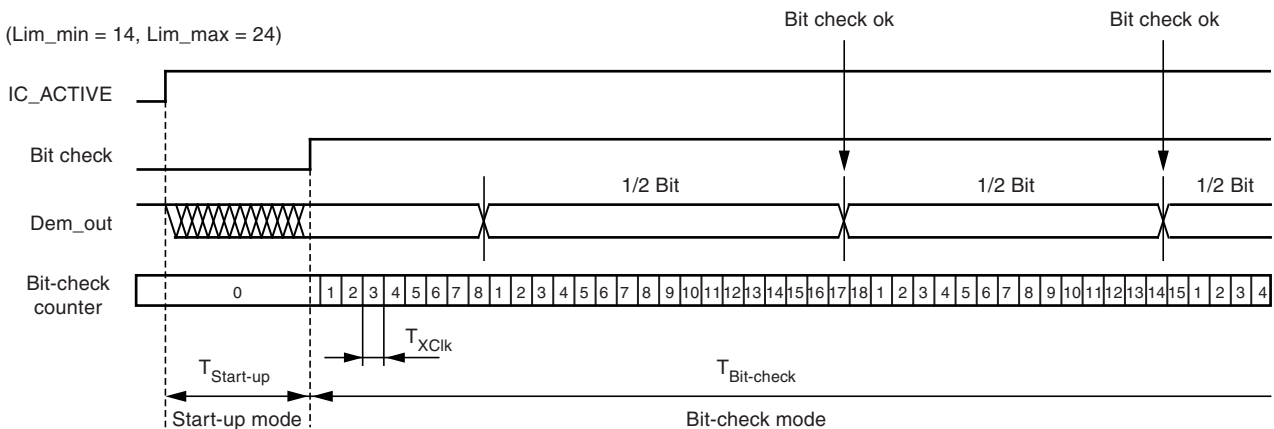 Bit check ok Bit check ok
(Lim_min = 14, Lim_max = 24)
IC_ACTIVE
Bit check
1/2 Bit 1/2 Bit 1/2 Bit
Dem_out
Bit-check
counter
0 1 2 3 4 5 6 7 8 1 2 3 4 5 6 7 8 9 10 11 12 13 14 15 16 17 18 1 2 3 4 5 6 7 8 9 10 11 12 13 14 15 1 2 3 4
TXClk
TStart-up TBit-check
Start-up mode Bit-check mode